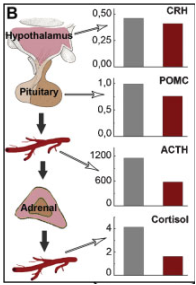 B
CRH
Hypothalamus
0,50
0,25
0,00
POMC
Pituitary
1,0
0,5
0,0
ACTH
1200
600
0
Adrenal
Cortisol
4
2
0